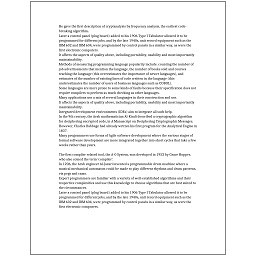 He gave the first description of cryptanalysis by frequency analysis, the earliest code-
breaking algorithm.
Later a control panel (plug board) added to his 1906 Type I Tabulator allowed it to be
programmed for different jobs, and by the late 1940s, unit record equipment such as the
IBM 602 and IBM 604, were programmed by control panels in a similar way, as were the
first electronic computers.
It affects the aspects of quality above, including portability, usability and most importantly
maintainability.
Methods of measuring programming language popularity include: counting the number of
job advertisements that mention the language, the number of books sold and courses
teaching the language (this overestimates the importance of newer languages), and
estimates of the number of existing lines of code written in the language (this
underestimates the number of users of business languages such as COBOL).
Some languages are more prone to some kinds of faults because their specification does not
require compilers to perform as much checking as other languages.
Many applications use a mix of several languages in their construction and use.
It affects the aspects of quality above, including portability, usability and most importantly
maintainability.
Integrated development environments (IDEs) aim to integrate all such help.
In the 9th century, the Arab mathematician Al-Kindi described a cryptographic algorithm
for deciphering encrypted code, in A Manuscript on Deciphering Cryptographic Messages.
However, Charles Babbage had already written his first program for the Analytical Engine in
1837.
Many programmers use forms of Agile software development where the various stages of
formal software development are more integrated together into short cycles that take a few
weeks rather than years.
The first compiler related tool, the A-0 System, was developed in 1952 by Grace Hopper,
who also coined the term 'compiler'.
In 1206, the Arab engineer Al-Jazari invented a programmable drum machine where a
musical mechanical automaton could be made to play different rhythms and drum patterns,
via pegs and cams.
Expert programmers are familiar with a variety of well-established algorithms and their
respective complexities and use this knowledge to choose algorithms that are best suited to
the circumstances.
Later a control panel (plug board) added to his 1906 Type I Tabulator allowed it to be
programmed for different jobs, and by the late 1940s, unit record equipment such as the
IBM 602 and IBM 604, were programmed by control panels in a similar way, as were the
first electronic computers.